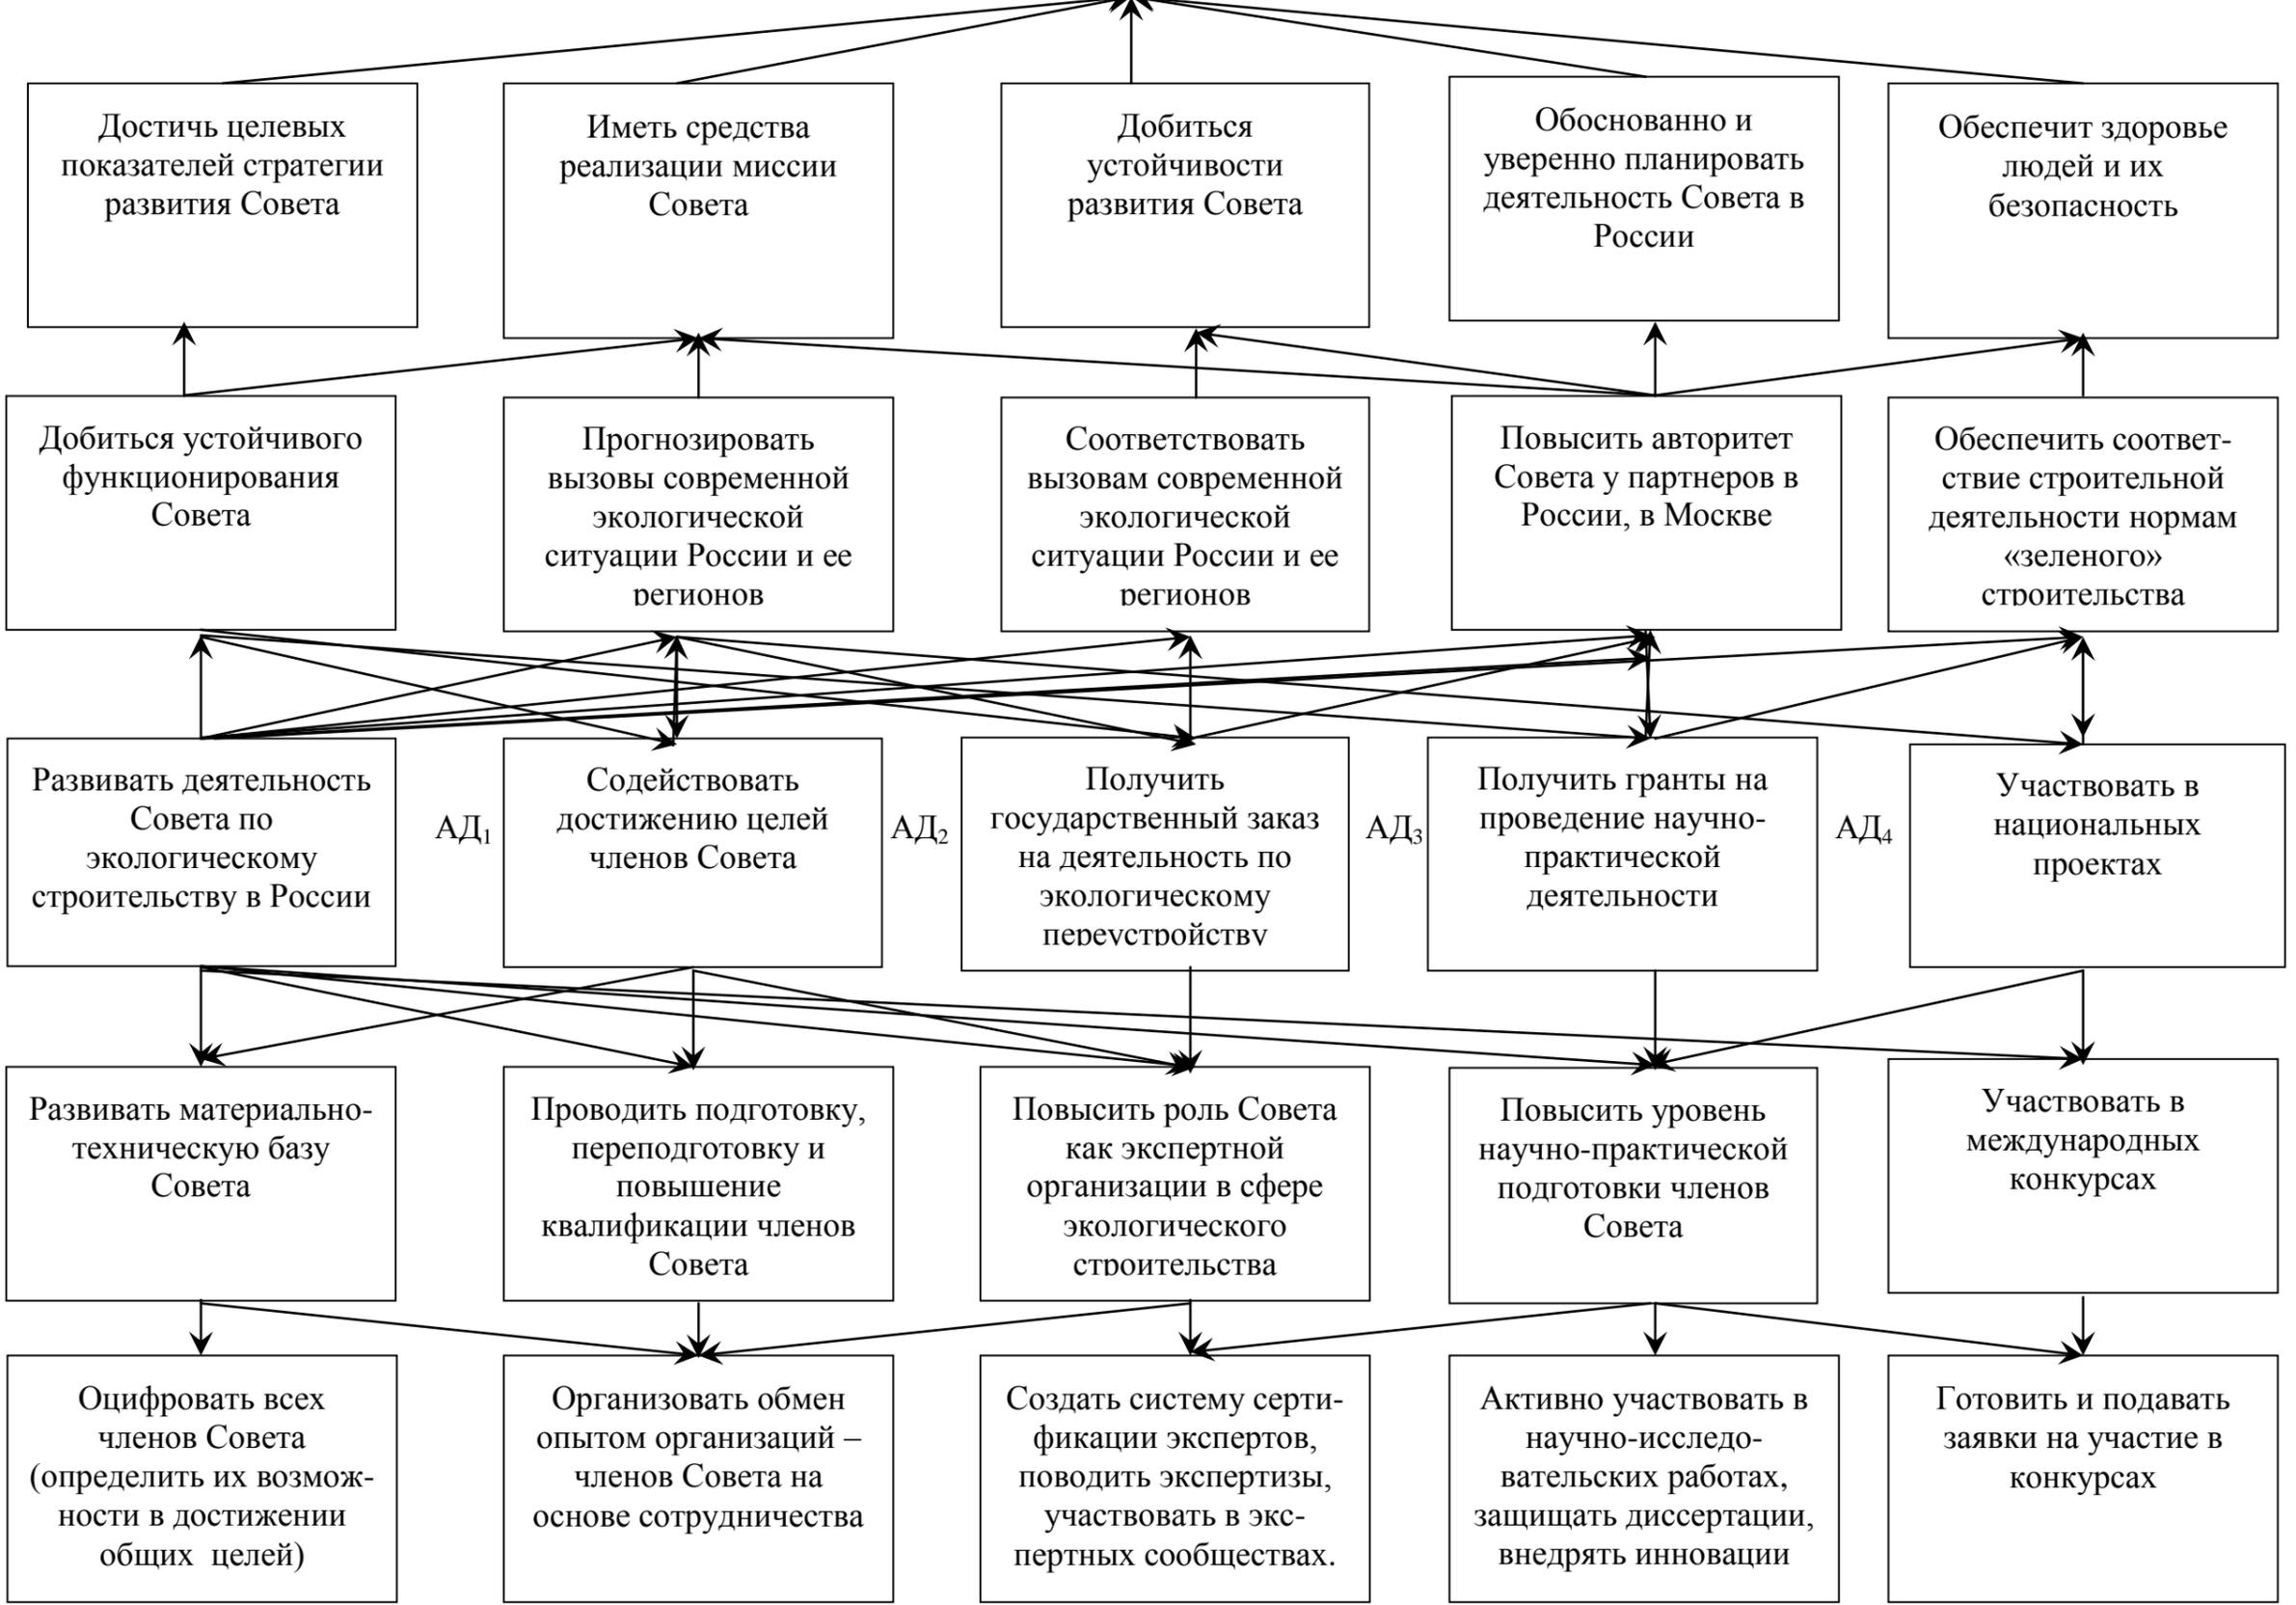 Достичь целевых
показателей стратегии
развития Совета
Иметь средства
реализации миссии
Совета
Добиться
устойчивости
развития Совета
Обоснованно и
уверенно планировать
деятельность Совета в
России
Обеспечит здоровье
людей и их
безопасность
Добиться устойчивого
функционирования
Совета
Прогнозировать
вызовы современной
экологической
ситуации России и ее
регионов
Соответствовать
вызовам современной
экологической
ситуации России и ее
регионов
Повысить авторитет
Совета у партнеров в
России, в Москве
Обеспечить соответ-
ствие строительной
деятельности нормам
«зеленого»
строительства
Развивать деятельность
Совета по
экологическому
строительству в России
АД₁
Содействовать
достижению целей
членов Совета
АД₂
Получить
государственный заказ
на деятельность по
экологическому
переустройству
АД₃
Получить гранты на
проведение научно-
практической
деятельности
АД₄
Участвовать в
национальных
проектах
Развивать материально-
техническую базу
Совета
Проводить подготовку,
переподготовку и
повышение
квалификации членов
Совета
Повысить роль Совета
как экспертной
организации в сфере
экологического
строительства
Повысить уровень
научно-практической
подготовки членов
Совета
Участвовать в
международных
конкурсах
Оцифровать всех
членов Совета
(определить их возмож-
ности в достижении
общих целей)
Организовать обмен
опытом организаций –
членов Совета на
основе сотрудничества
Создать систему серти-
фикации экспертов,
поводить экспертизы,
участвовать в экс-
пертных сообществах.
Активно участвовать в
научно-исследо-
вательских работах,
защищать диссертации,
внедрять инновации
Готовить и подавать
заявки на участие в
конкурсах